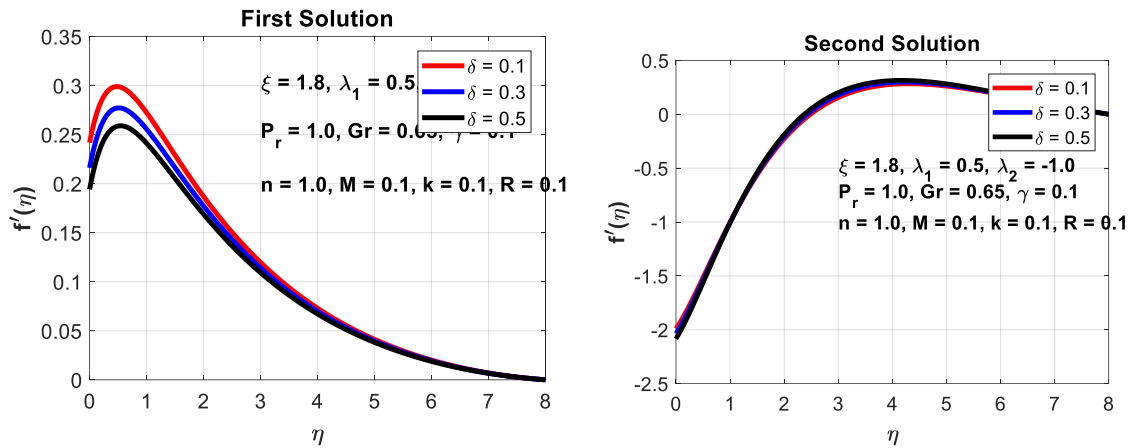 First Solution
0.35
0.3
0.25
0.2
0.15
0.1
0.05
0
f′(η)
ξ = 1.8, λ₁ = 0.5,
Pᵣ = 1.0, Gr = 0.65, γ = 0.1
n = 1.0, M = 0.1, k = 0.1, R = 0.1
δ = 0.1
δ = 0.3
δ = 0.5
0 1 2 3 4 5 6 7 8
η
Second Solution
0.5
0
-0.5
-1
-1.5
-2
-2.5
f′(η)
δ = 0.1
δ = 0.3
δ = 0.5
ξ = 1.8, λ₁ = 0.5, λ₂ = -1.0
Pᵣ = 1.0, Gr = 0.65, γ = 0.1
n = 1.0, M = 0.1, k = 0.1, R = 0.1
0 1 2 3 4 5 6 7 8
η